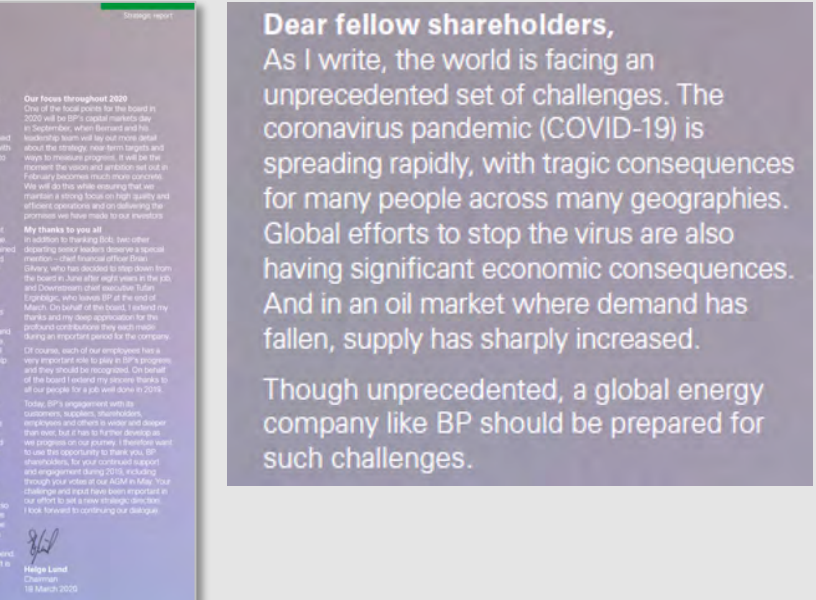 Strategic report
Our focus throughout 2020
One of the focal points for the board in
2020 will be BP's capital markets day
in September, when Bernard and his
leadership team will lay out more detail
about the strategy, near-term targets and
ways to measure progress. It will be the
moment the vision and ambition set out in
February becomes much more concrete.
We will do this while ensuring that we
maintain a strong focus on high quality and
efficient operations and on delivering the
promises we have made to our investors.
My thanks to you all
In addition to thanking Bob, two other
departing senior leaders deserve a special
mention – chief financial officer Brian
Gilvary, who has decided to step down from
the board in June after eight years in the job,
and Downstream chief executive Tufan
Erginbilgic, who leaves BP at the end of
March. On behalf of the board, I extend my
thanks and my deep appreciation for the
profound contributions they each made
during an important period for the company.
Of course, each of our employees has a
very important role to play in BP's progress,
and they should be recognized. On behalf
of the board I extend my sincere thanks to
all our people for a job well done in 2019.
Today, BP's engagement with its
customers, suppliers, shareholders,
employees and others is wider and deeper
than ever, but it has to further develop as
we progress on our journey. I therefore want
to use this opportunity to thank you, BP
shareholders, for your continued support
and engagement during 2019, including
through your votes at our AGM in May. Your
challenge and input have been important in
our effort to set a new strategic direction.
I look forward to continuing our dialogue.
Helge Lund
Chairman
18 March 2020
Dear fellow shareholders,
As I write, the world is facing an
unprecedented set of challenges. The
coronavirus pandemic (COVID-19) is
spreading rapidly, with tragic consequences
for many people across many geographies.
Global efforts to stop the virus are also
having significant economic consequences.
And in an oil market where demand has
fallen, supply has sharply increased.
Though unprecedented, a global energy
company like BP should be prepared for
such challenges.